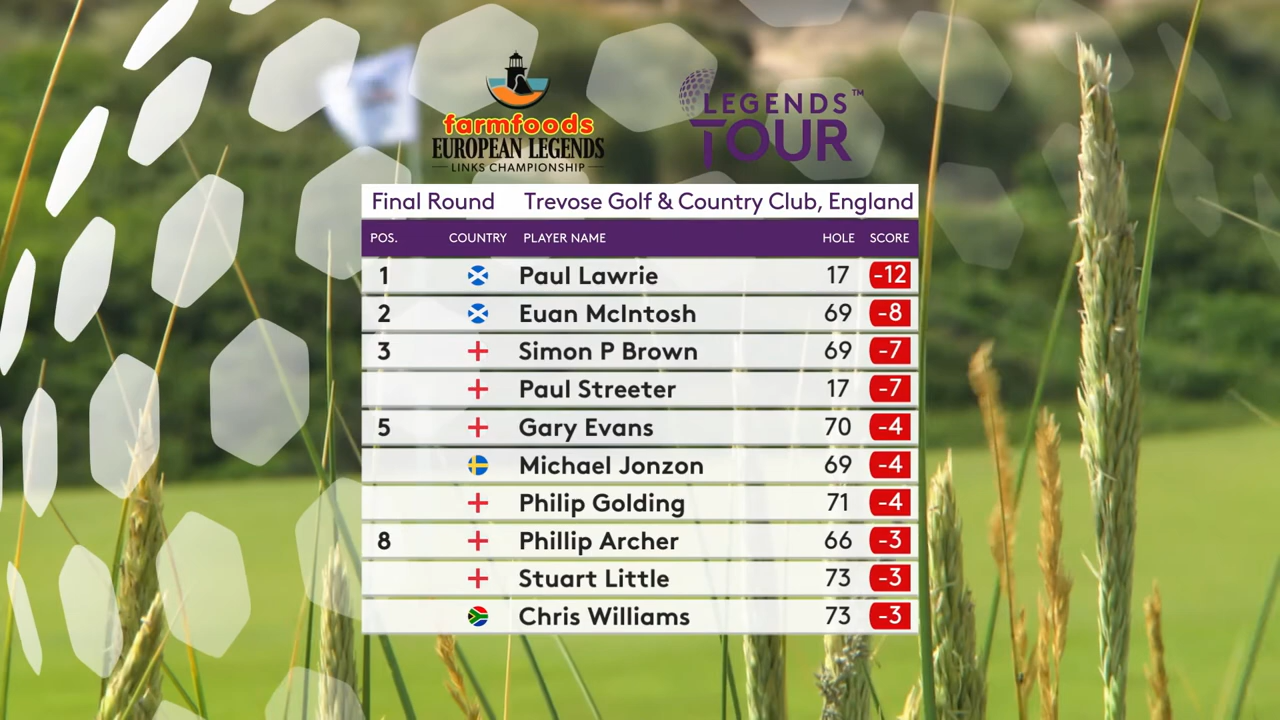 farmfoods
EUROPEAN LEGENDS
LINKS CHAMPIONSHIP
LEGENDS™
TOUR
Final Round Trevose Golf & Country Club, England
POS. COUNTRY PLAYER NAME HOLE SCORE
1 Paul Lawrie 17 -12
2 Euan McIntosh 69 -8
3 Simon P Brown 69 -7
Paul Streeter 17 -7
5 Gary Evans 70 -4
Michael Jonzon 69 -4
Philip Golding 71 -4
8 Phillip Archer 66 -3
Stuart Little 73 -3
Chris Williams 73 -3